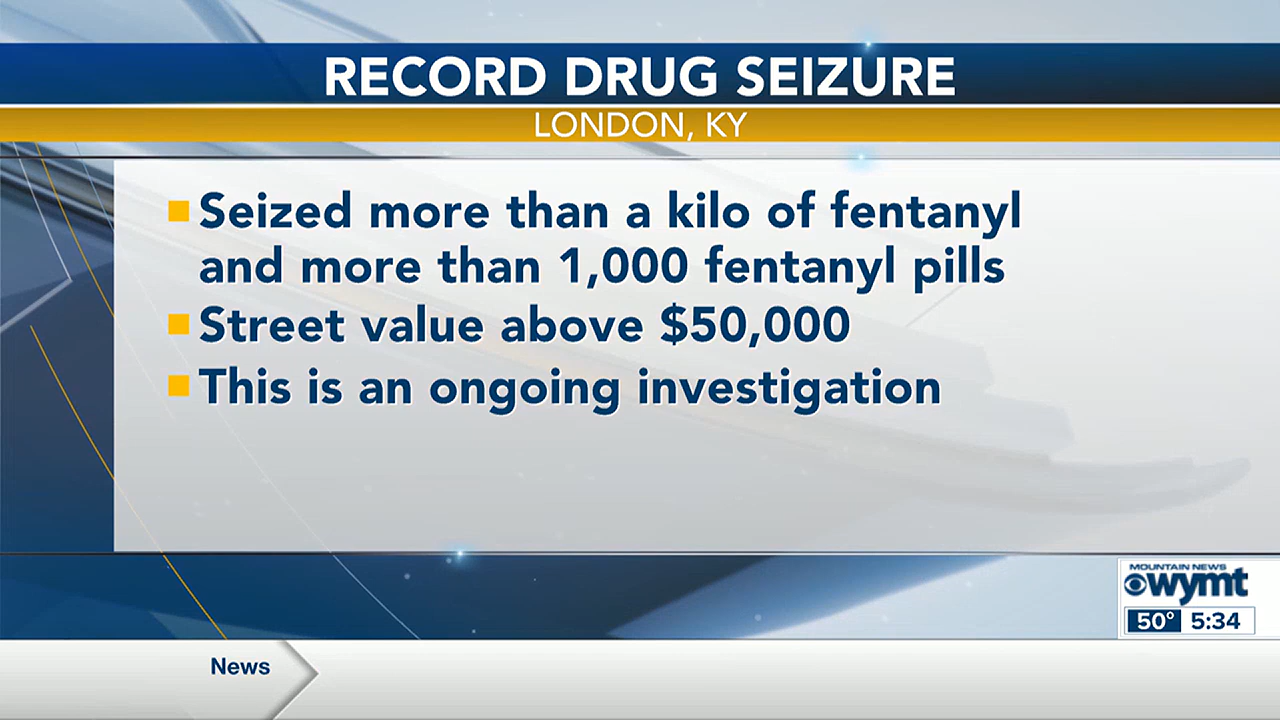 RECORD DRUG SEIZURE
LONDON, KY
Seized more than a kilo of fentanyl
and more than 1,000 fentanyl pills
Street value above $50,000
This is an ongoing investigation
MOUNTAIN NEWS
wymt
50° 5:34
News